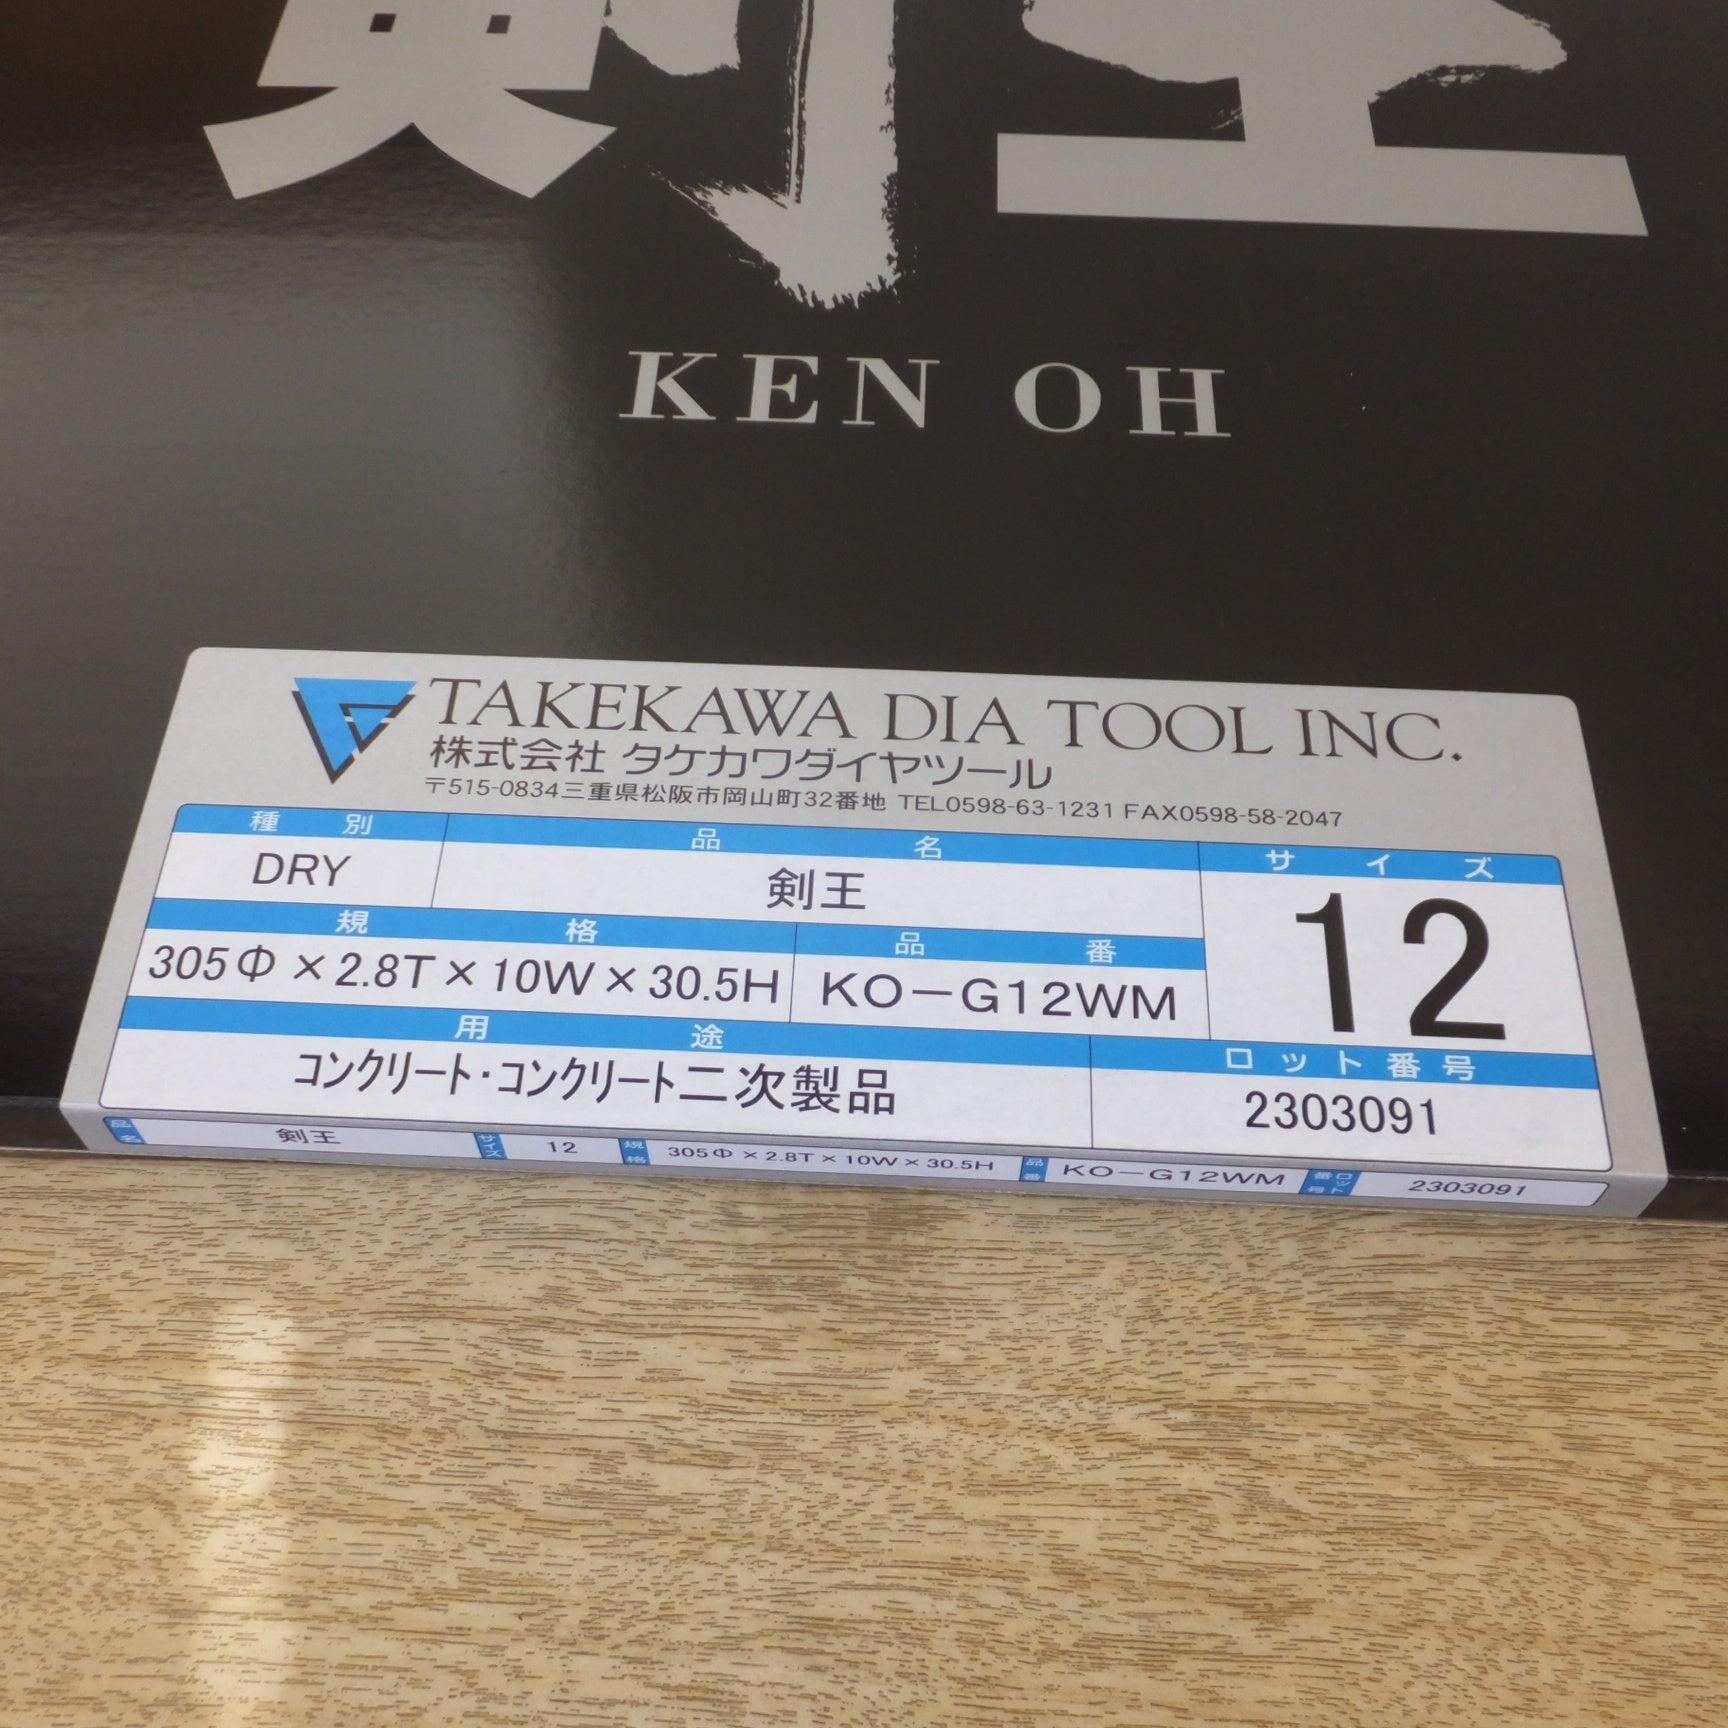 剣王
KEN OH
TAKEKAWA DIA TOOL INC.
株式会社 タケカワダイヤツール
〒515-0834三重県松阪市岡山町32番地 TEL0598-63-1231 FAX0598-58-2047
種別 品名 サイズ
DRY 剣王 12
規格 品番
305Φ×2.8T×10W×30.5H KO-G12WM
用途 ロット番号
コンクリート・コンクリート二次製品 2303091
品名 剣王 サイズ 12 規格 305Φ×2.8T×10W×30.5H 品番 KO-G12WM ロット番号 2303091